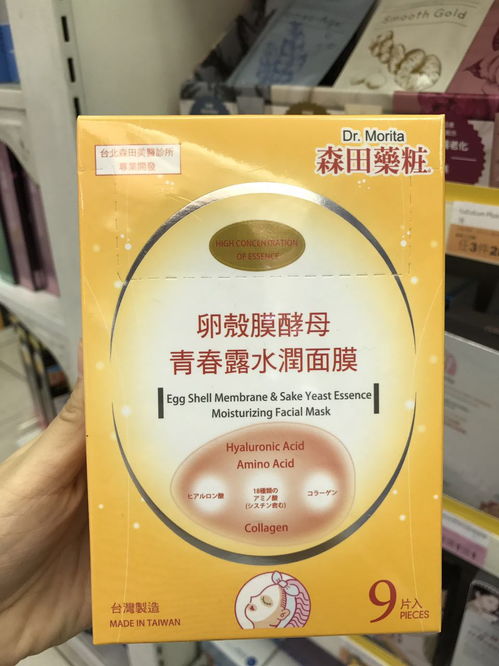 Smooth Gold
Dr. Morita
森田藥粧
台北森田美醫診所
專業開發
HIGH CONCENTRATION
OF ESSENCE
卵殼膜酵母
青春露水潤面膜
Egg Shell Membrane & Sake Yeast Essence
Moisturizing Facial Mask
Hyaluronic Acid
Amino Acid
ヒアルロン酸
18種類の
アミノ酸
(シスチン含む)
コラーゲン
Collagen
台灣製造
MADE IN TAIWAN
9片入
PIECES
任3件